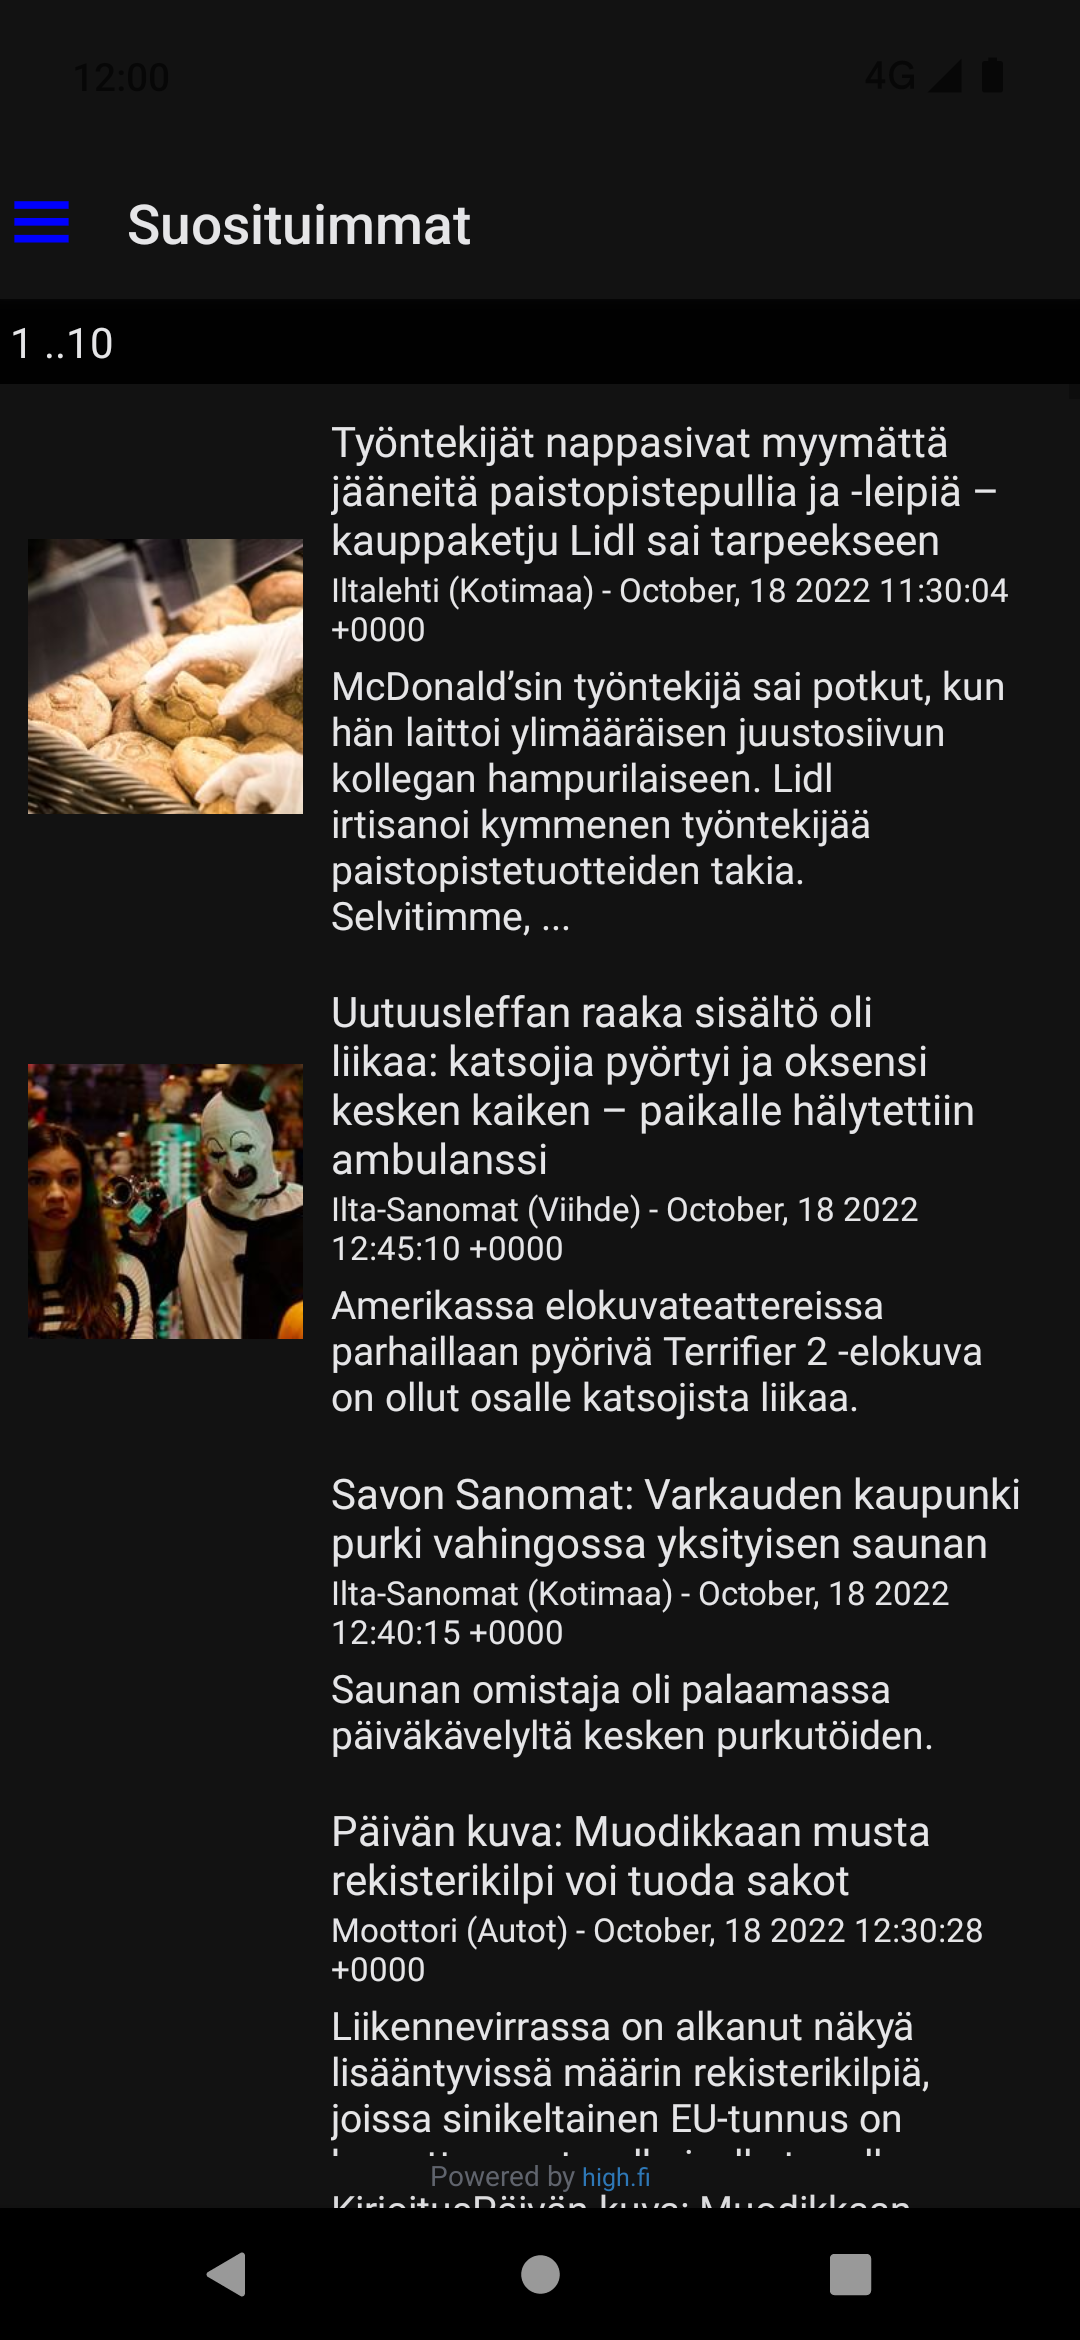 12:00
4G
Suosituimmat
1 ..10
Työntekijät nappasivat myymättä
jääneitä paistopistepullia ja -leipiä –
kauppaketju Lidl sai tarpeekseen
Iltalehti (Kotimaa) - October, 18 2022 11:30:04
+0000
McDonald’sin työntekijä sai potkut, kun
hän laittoi ylimääräisen juustosiivun
kollegan hampurilaiseen. Lidl
irtisanoi kymmenen työntekijää
paistopistetuotteiden takia.
Selvitimme, ...
Uutuusleffan raaka sisältö oli
liikaa: katsojia pyörtyi ja oksensi
kesken kaiken – paikalle hälytettiin
ambulanssi
Ilta-Sanomat (Viihde) - October, 18 2022
12:45:10 +0000
Amerikassa elokuvateattereissa
parhaillaan pyörivä Terrifier 2 -elokuva
on ollut osalle katsojista liikaa.
Savon Sanomat: Varkauden kaupunki
purki vahingossa yksityisen saunan
Ilta-Sanomat (Kotimaa) - October, 18 2022
12:40:15 +0000
Saunan omistaja oli palaamassa
päiväkävelyltä kesken purkutöiden.
Päivän kuva: Muodikkaan musta
rekisterikilpi voi tuoda sakot
Moottori (Autot) - October, 18 2022 12:30:28
+0000
Liikennevirrassa on alkanut näkyä
lisääntyvissä määrin rekisterikilpiä,
joissa sinikeltainen EU-tunnus on
Powered by high.fi
KirjoitusPäivän kuva: Muodikkaan